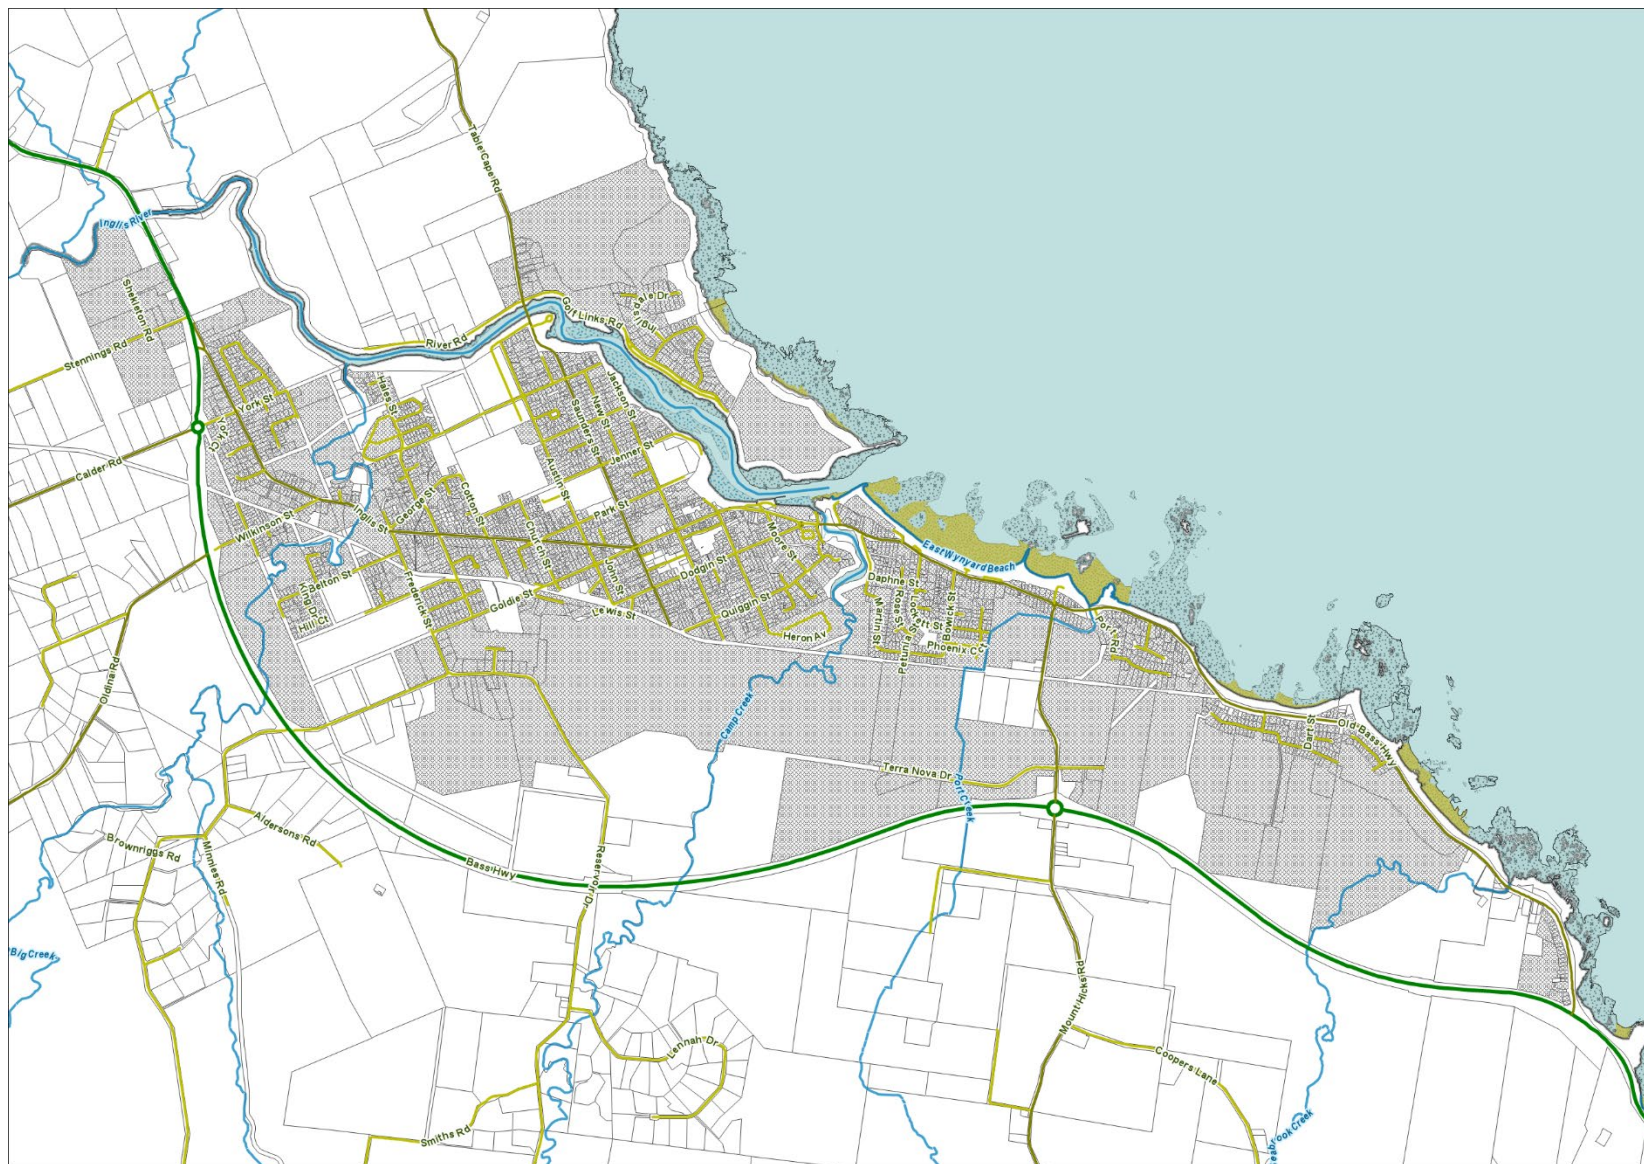 Table Cape Rd
Inglis River
Shekleton Rd
Inglisdale Dr
Golf Links Rd
River Rd
Stennings Rd
Hales St
Jackson St
New St
Saunders St
York St
York Ct
Jenner St
Calder Rd
Austin St
George St
Cotton St
Park St
Inglis St
Wilkinson St
Church St
Moore St
East Wynyard Beach
Dodgin St
John St
Belton St
King Dr
Hill Ct
Frederick St
Goldie St
Lewis St
Quiggin St
Heron Av
Daphne St
Martin St
Rose St
Lockett St
Bowick St
Petunia
Phoenix Ct
Port Rd
Oldina Rd
Camp Creek
Dart St
Old Bass Hwy
Terra Nova Dr
Port Creek
Aldersons Rd
Brownriggs Rd
Minnies Rd
Bass Hwy
Reservoir Dr
Big Creek
Mount Hicks Rd
Lennah Dr
Coopers Lane
Smiths Rd
eabrook Creek